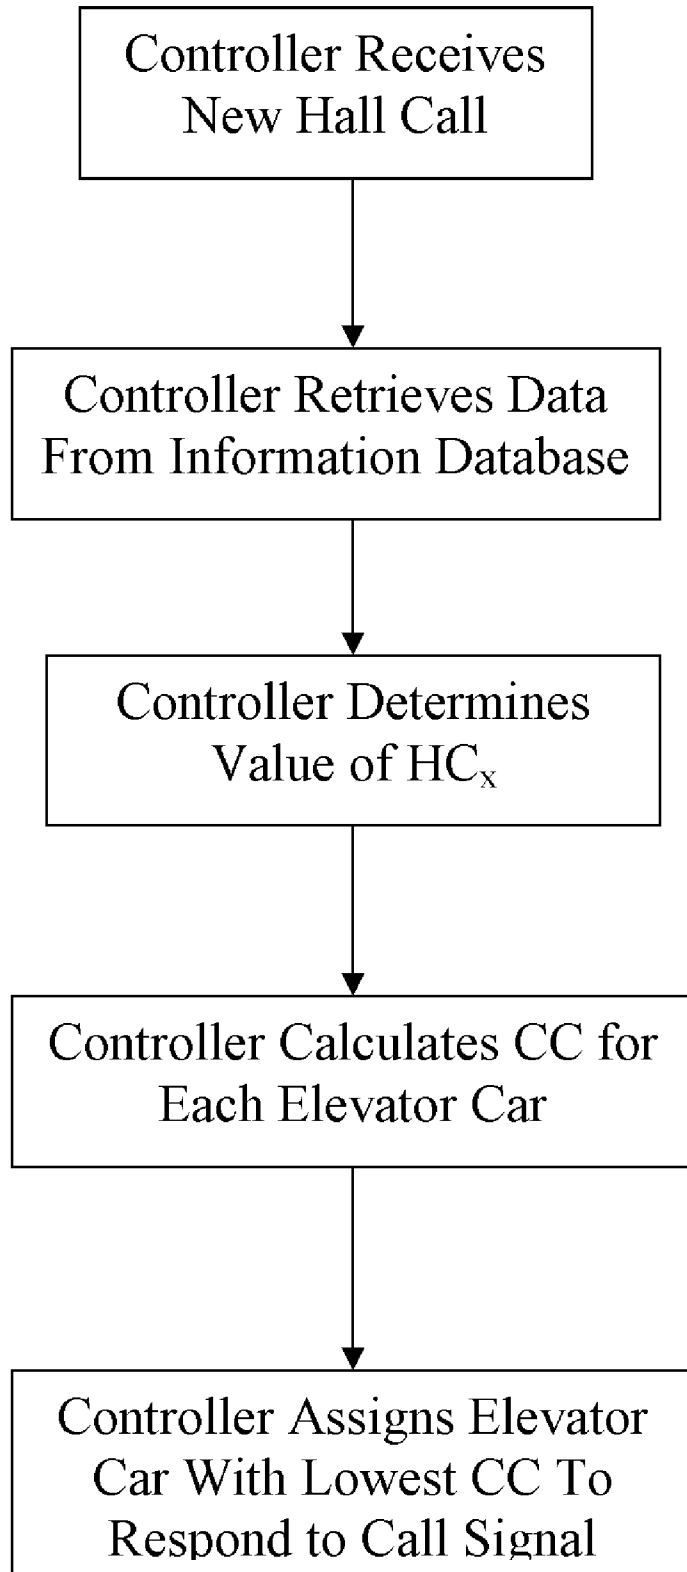 Controller Receives
New Hall Call
Controller Retrieves Data
From Information Database
Controller Determines
Value of HCₓ
Controller Calculates CC for
Each Elevator Car
Controller Assigns Elevator
Car With Lowest CC To
Respond to Call Signal